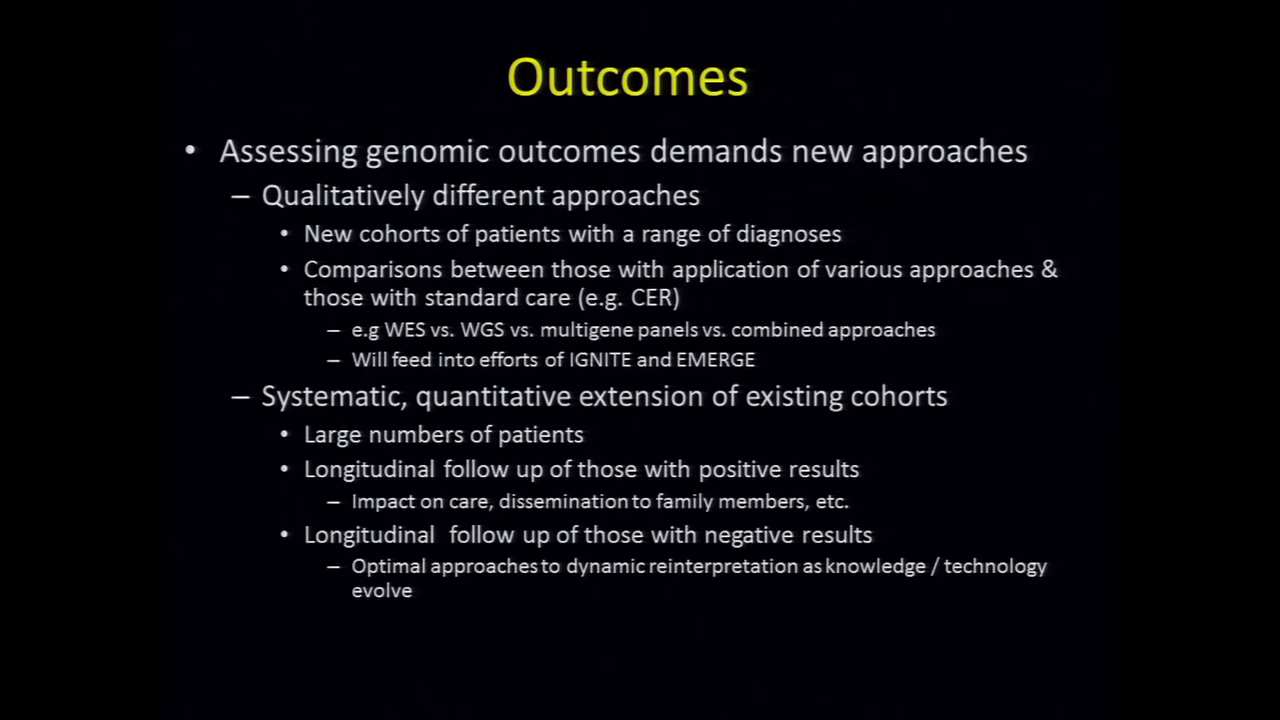 Outcomes
• Assessing genomic outcomes demands new approaches
– Qualitatively different approaches
• New cohorts of patients with a range of diagnoses
• Comparisons between those with application of various approaches &
those with standard care (e.g. CER)
– e.g WES vs. WGS vs. multigene panels vs. combined approaches
– Will feed into efforts of IGNITE and EMERGE
– Systematic, quantitative extension of existing cohorts
• Large numbers of patients
• Longitudinal follow up of those with positive results
– Impact on care, dissemination to family members, etc.
• Longitudinal follow up of those with negative results
– Optimal approaches to dynamic reinterpretation as knowledge / technology
evolve